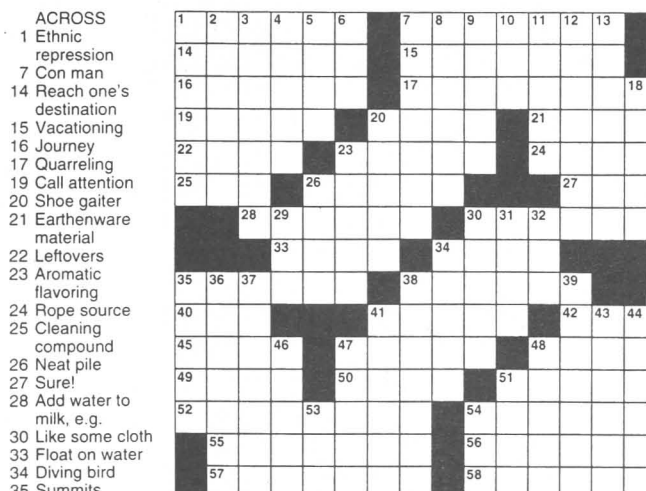 ACROSS
1 Ethnic
repression
7 Con man
14 Reach one's
destination
15 Vacationing
16 Journey
17 Quarreling
19 Call attention
20 Shoe gaiter
21 Earthenware
material
22 Leftovers
23 Aromatic
flavoring
24 Rope source
25 Cleaning
compound
26 Neat pile
27 Sure!
28 Add water to
milk, e.g.
30 Like some cloth
33 Float on water
34 Diving bird
35 Summits
1 2 3 4 5 6 7 8 9 10 11 12 13
14 15
16 17 18
19 20 21
22 23 24
25 26 27
28 29 30 31 32
33 34
35 36 37 38 39
40 41 42 43 44
45 46 47 48
49 50 51
52 53 54
55 56
57 58